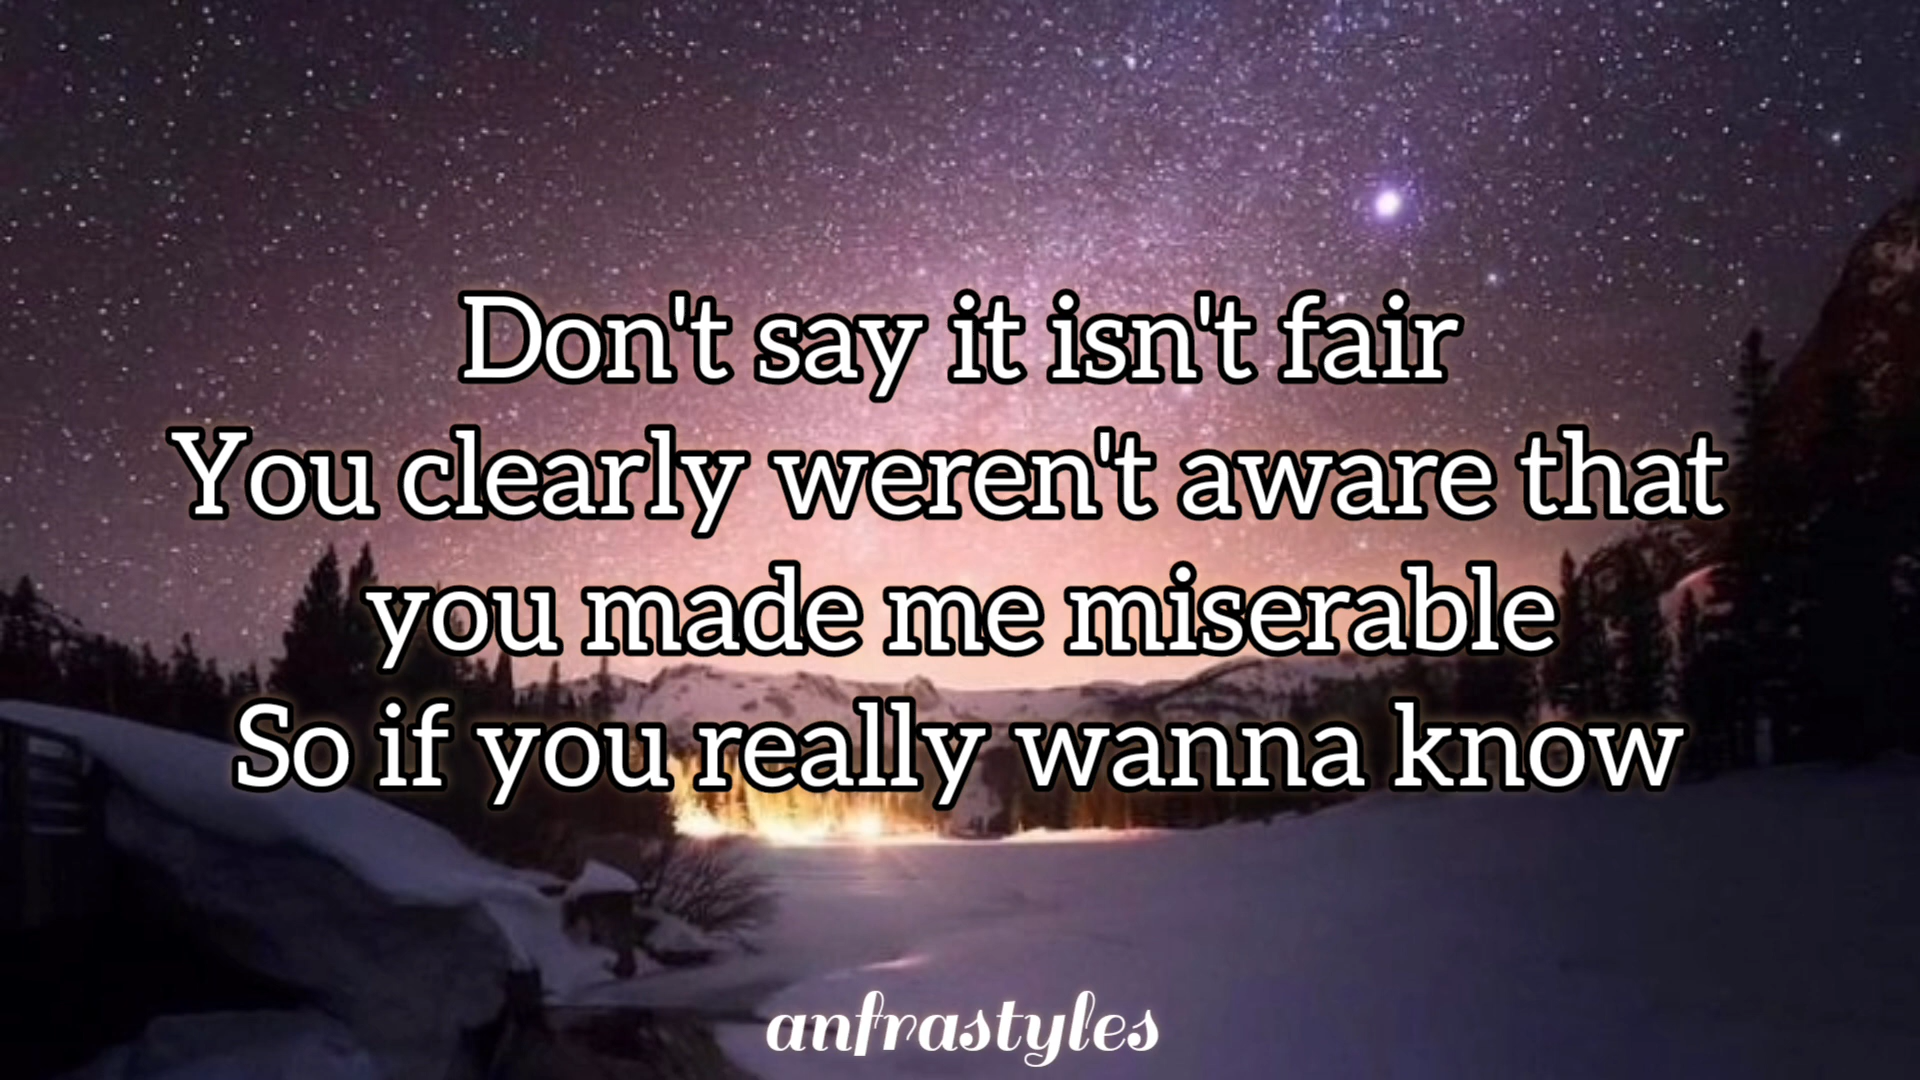 Don't say it isn't fair
You clearly weren't aware that
you made me miserable
So if you really wanna know
anfrastyles